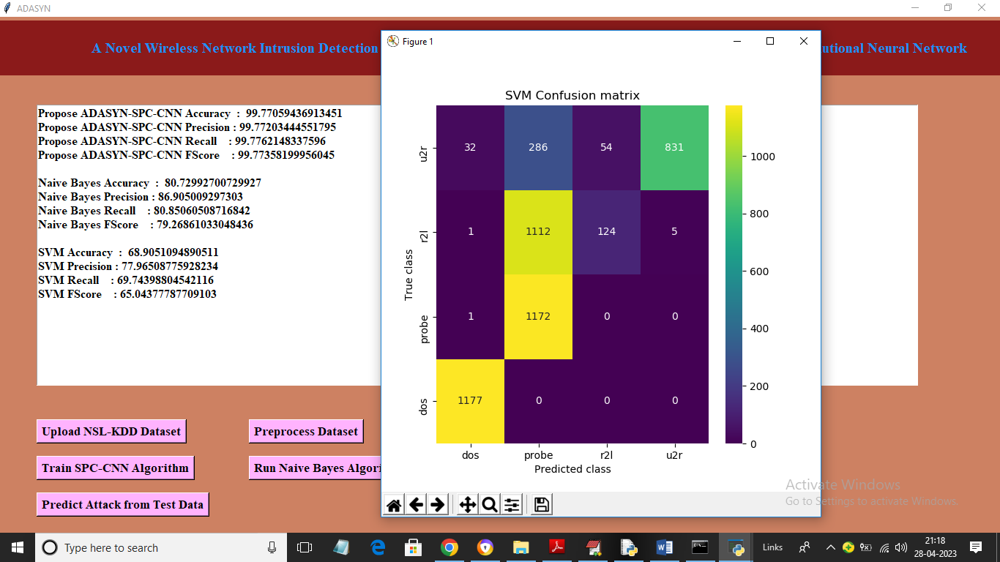 ADASYN
A Novel Wireless Network Intrusion Detection
utional Neural Network
Figure 1
Propose ADASYN-SPC-CNN Accuracy : 99.77059436913451
Propose ADASYN-SPC-CNN Precision : 99.77203444551795
Propose ADASYN-SPC-CNN Recall : 99.7762148337596
Propose ADASYN-SPC-CNN FScore : 99.77358199956045
Naive Bayes Accuracy : 80.72992700729927
Naive Bayes Precision : 86.905009297303
Naive Bayes Recall : 80.85060508716842
Naive Bayes FScore : 79.26861033048436
SVM Accuracy : 68.9051094890511
SVM Precision : 77.96508775928234
SVM Recall : 69.74398804542116
SVM FScore : 65.04377787709103
SVM Confusion matrix
True class
u2r
32 286 54 831
r2l
1 1112 124 5
probe
1 1172 0 0
dos
1177 0 0 0
dos probe r2l u2r
Predicted class
1000
800
600
400
200
0
Upload NSL-KDD Dataset
Preprocess Dataset
Train SPC-CNN Algorithm
Run Naive Bayes Algori
Predict Attack from Test Data
Activate Windows
Go to Settings to activate Windows.
Type here to search
Links
21:18
28-04-2023